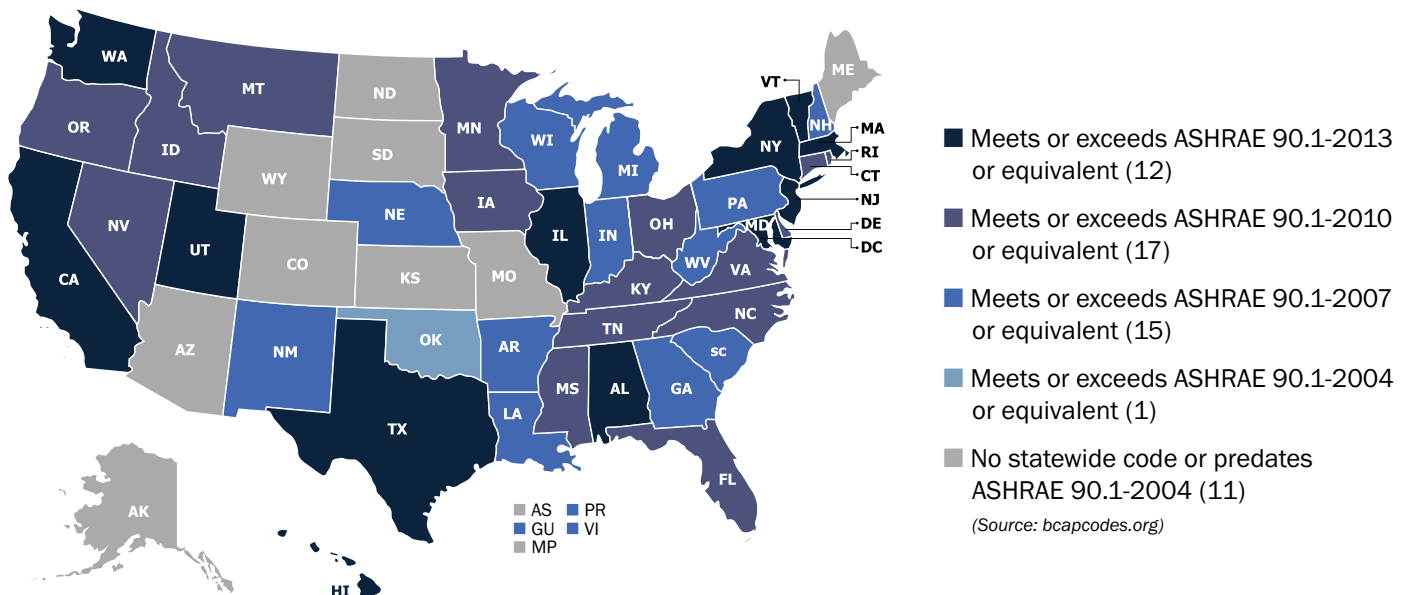 WA
MT
ND
MN
OR
ID
SD
WY
WI
MI
VT
ME
NH
NY
MA
RI
CT
NJ
DE
DC
NV
UT
CO
NE
IA
IL
IN
OH
PA
MD
WV
VA
CA
KS
MO
KY
NC
TN
AZ
NM
OK
AR
SC
MS
AL
GA
TX
LA
FL
AK
HI
AS
PR
GU
VI
MP
Meets or exceeds ASHRAE 90.1-2013
or equivalent (12)
Meets or exceeds ASHRAE 90.1-2010
or equivalent (17)
Meets or exceeds ASHRAE 90.1-2007
or equivalent (15)
Meets or exceeds ASHRAE 90.1-2004
or equivalent (1)
No statewide code or predates
ASHRAE 90.1-2004 (11)
(Source: bcapcodes.org)